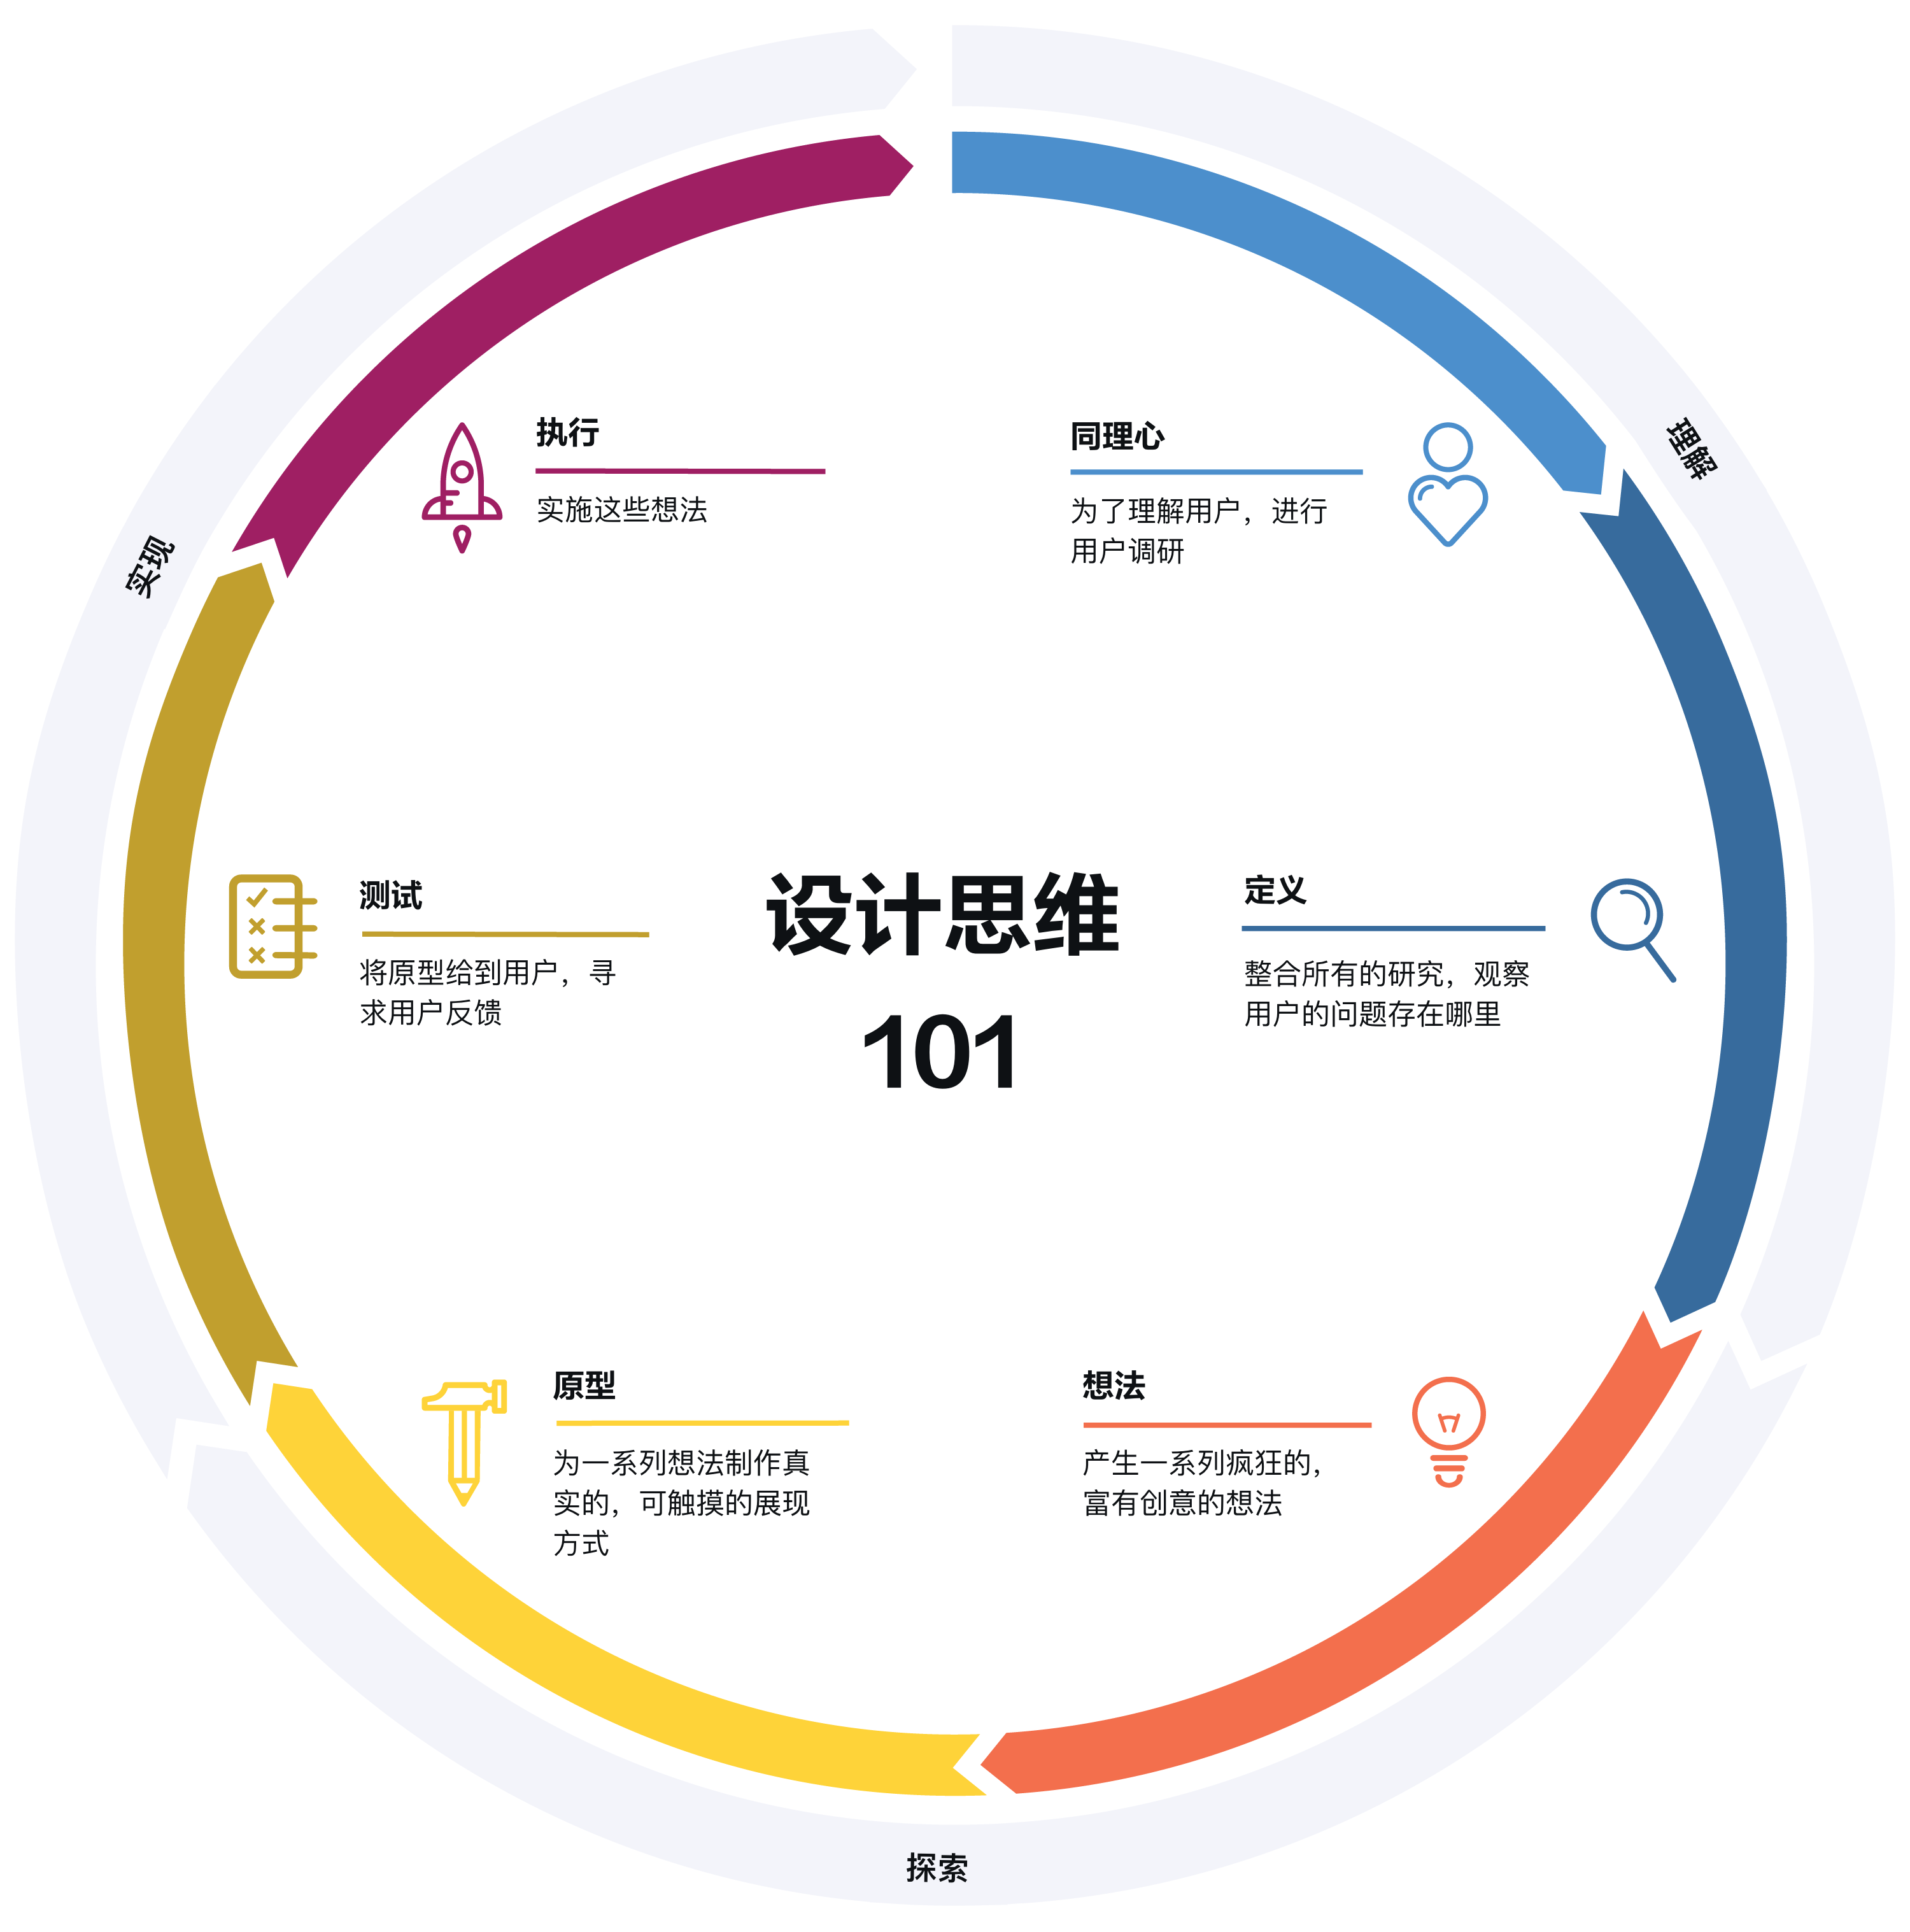 设计思维
101
理解
同理心
为了理解用户，进行
用户调研
定义
整合所有的研究，观察
用户的问题存在哪里
探索
想法
产生一系列疯狂的，
富有创意的想法
原型
为一系列想法制作真
实的，可触摸的展现
方式
实现
测试
将原型给到用户，寻
求用户反馈
执行
实施这些想法